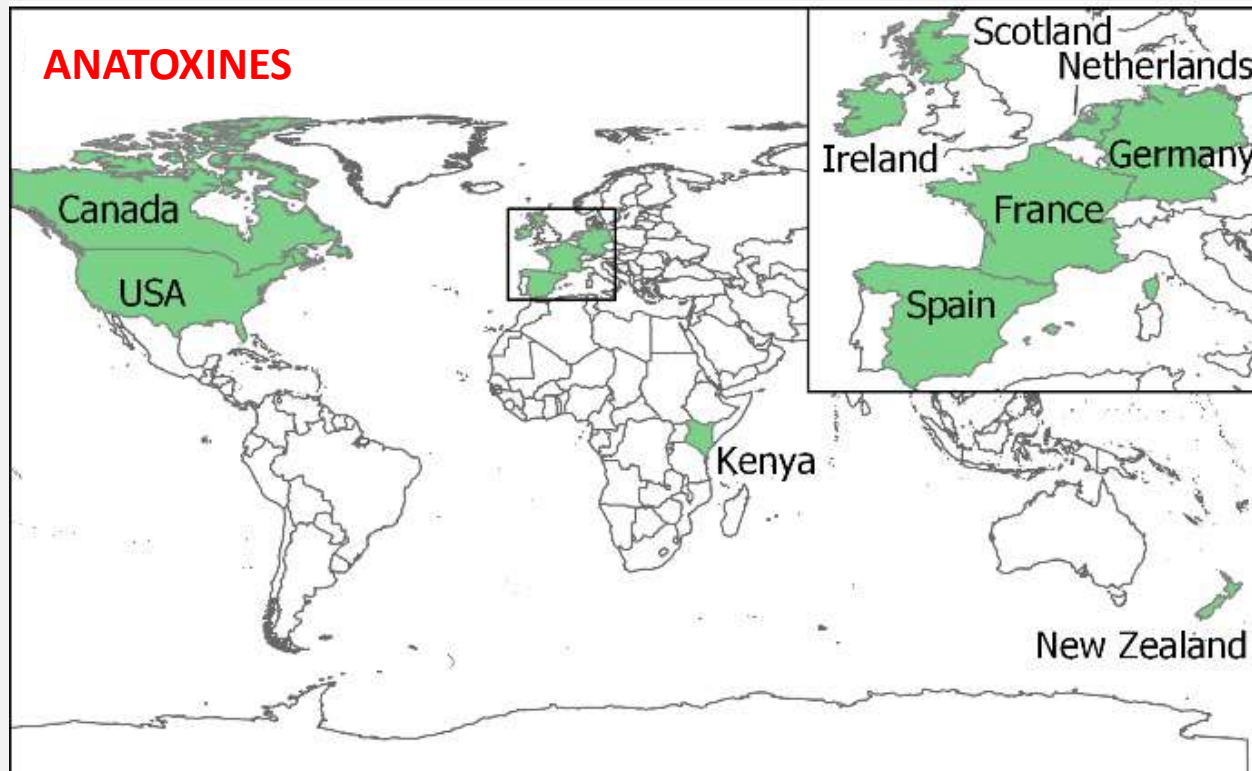 ANATOXINES
Canada
USA
Kenya
New Zealand
Scotland
Netherlands
Ireland
Germany
France
Spain